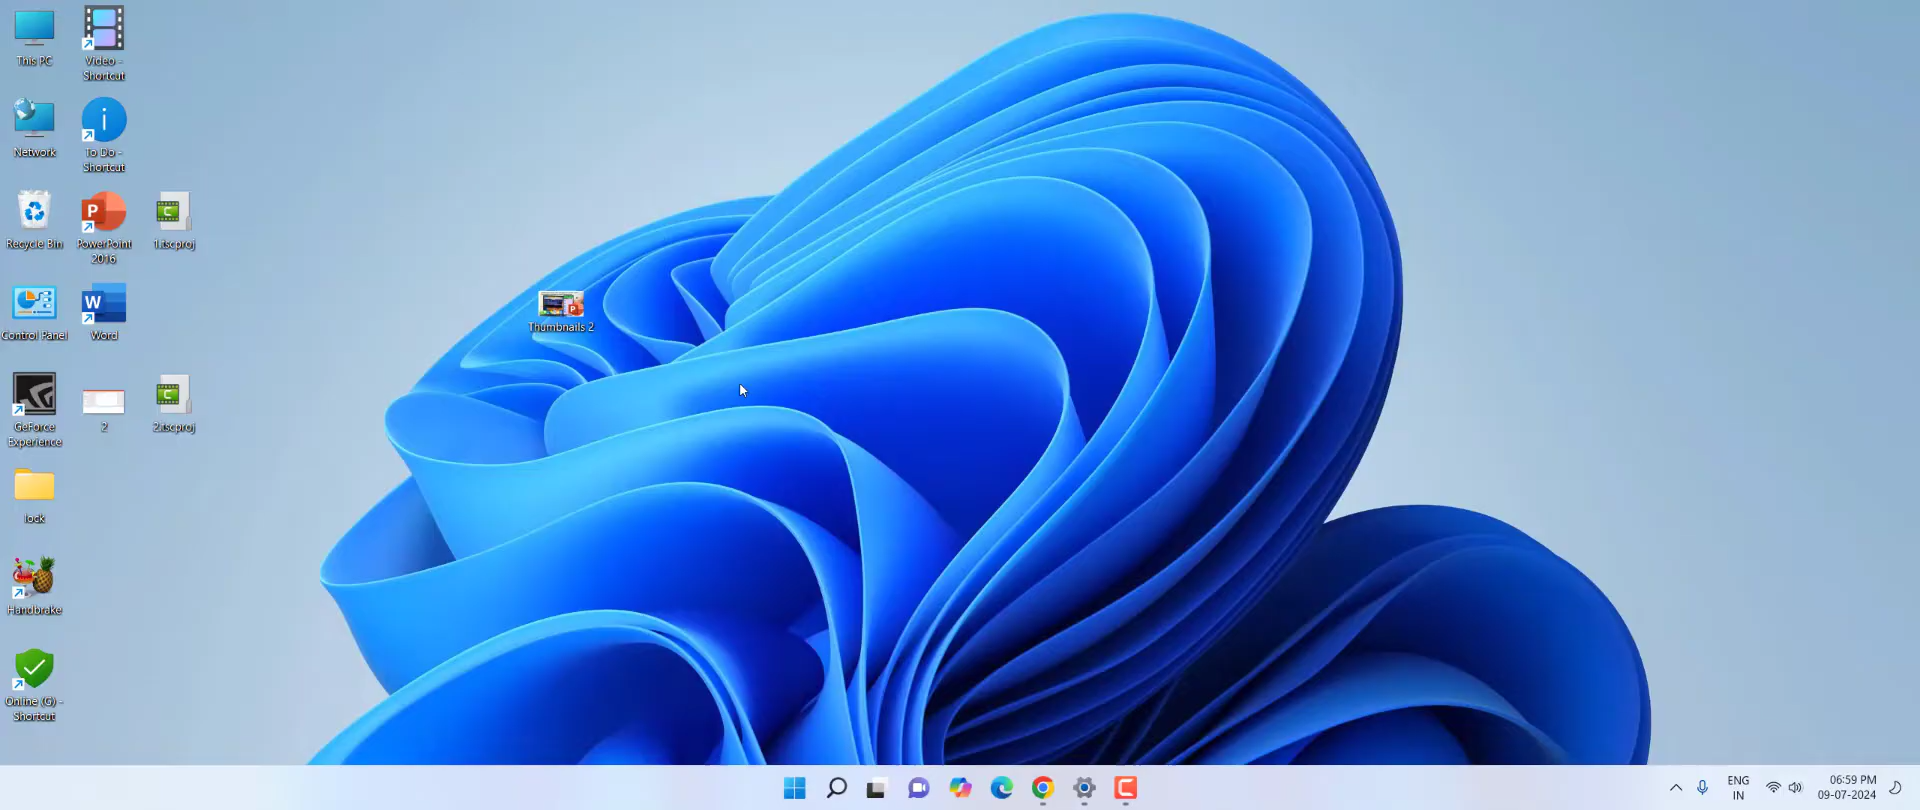 This PC
Video -
Shortcut
Network
To Do -
Shortcut
Recycle Bin
PowerPoint
2016
1.tscproj
Control Panel
Word
Thumbnails 2
GeForce
Experience
2
2.tscproj
lock
Handbrake
Online (G) -
Shortcut
ENG
IN
06:59 PM
09-07-2024